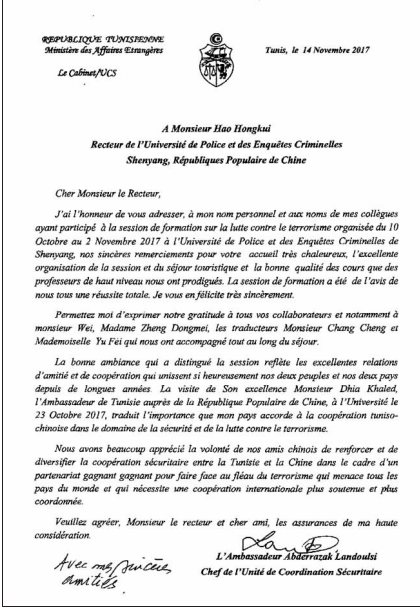 REPUBLIQUE TUNISIENNE
Ministère des Affaires Etrangères
Tunis, le 14 Novembre 2017
Le Cabinet/UCS
A Monsieur Hao Hongkui
Recteur de l'Université de Police et des Enquêtes Criminelles
Shenyang, Républiques Populaire de Chine
Cher Monsieur le Recteur,
J'ai l'honneur de vous adresser, à mon nom personnel et aux noms de mes collègues
ayant participé à la session de formation sur la lutte contre le terrorisme organisée du 10
Octobre au 2 Novembre 2017 à l'Université de Police et des Enquêtes Criminelles de
Shenyang, nos sincères remerciements pour votre accueil très chaleureux, l'excellente
organisation de la session et du séjour touristique et la bonne qualité des cours que des
professeurs de haut niveau nous ont prodigués. La session de formation a été de l'avis de
nous tous une réussite totale. Je vous en félicite très sincèrement.
Permettez moi d'exprimer notre gratitude à tous vos collaborateurs et notamment à
monsieur Wei, Madame Zheng Dongmei, les traducteurs Monsieur Chang Cheng et
Mademoiselle Yu Fei qui nous ont accompagné tout au long du séjour.
La bonne ambiance qui a distingué la session reflète les excellentes relations
d'amitié et de coopération qui unissent si heureusement nos deux peuples et nos deux pays
depuis de longues années. La visite de Son excellence Monsieur Dhia Khaled,
l'Ambassadeur de Tunisie auprès de la République Populaire de Chine, à l'Université le
23 Octobre 2017, traduit l'importance que mon pays accorde à la coopération tuniso-
chinoise dans le domaine de la sécurité et de la lutte contre le terrorisme.
Nous avons beaucoup apprécié la volonté de nos amis chinois de renforcer et de
diversifier la coopération sécuritaire entre la Tunisie et la Chine dans le cadre d'un
partenariat gagnant gagnant pour faire face au fléau du terrorisme qui menace tous les
pays du monde et qui nécessite une coopération internationale plus soutenue et plus
coordonnée.
Veuillez agréer, Monsieur le recteur et cher ami, les assurances de ma haute
considération.
L'Ambassadeur Abderrazak Landoulsi
Chef de l'Unité de Coordination Sécuritaire
Avec mes sincères
amitiés